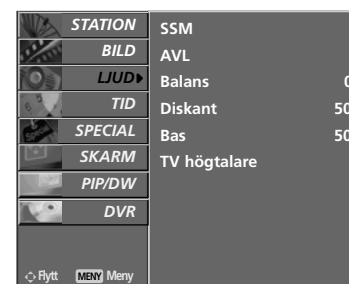 STATION
BILD
LJUD
TID
SPECIAL
SKARM
PIP/DW
DVR
Flytt MENY Meny
SSM
AVL
Balans 0
Diskant 50
Bas 50
TV högtalare